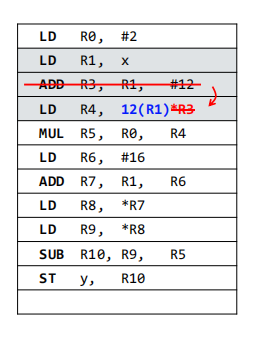 LD R0, #2
LD R1, x
ADD R3, R1, #12
LD R4, 12(R1)*R3
MUL R5, R0, R4
LD R6, #16
ADD R7, R1, R6
LD R8, *R7
LD R9, *R8
SUB R10, R9, R5
ST y, R10